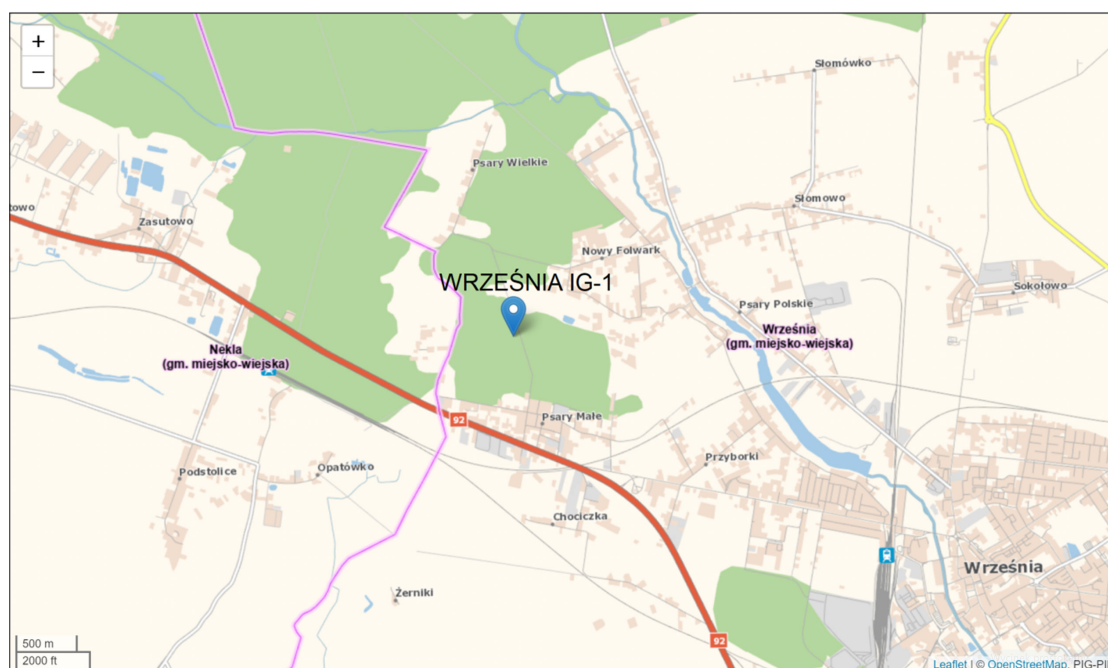 +
−
Słomówko
Psary Wielkie
Słomowo
towo
Zasutowo
Nowy Folwark
WRZEŚNIA IG-1
Sokołowo
Psary Polskie
Września
(gm. miejsko-wiejska)
Nekla
(gm. miejsko-wiejska)
92
Psary Małe
Podstolice
Opatówko
Przyborki
Chociczka
Września
Żerniki
92
500 m
2000 ft
Leaflet | © OpenStreetMap, PIG-PI